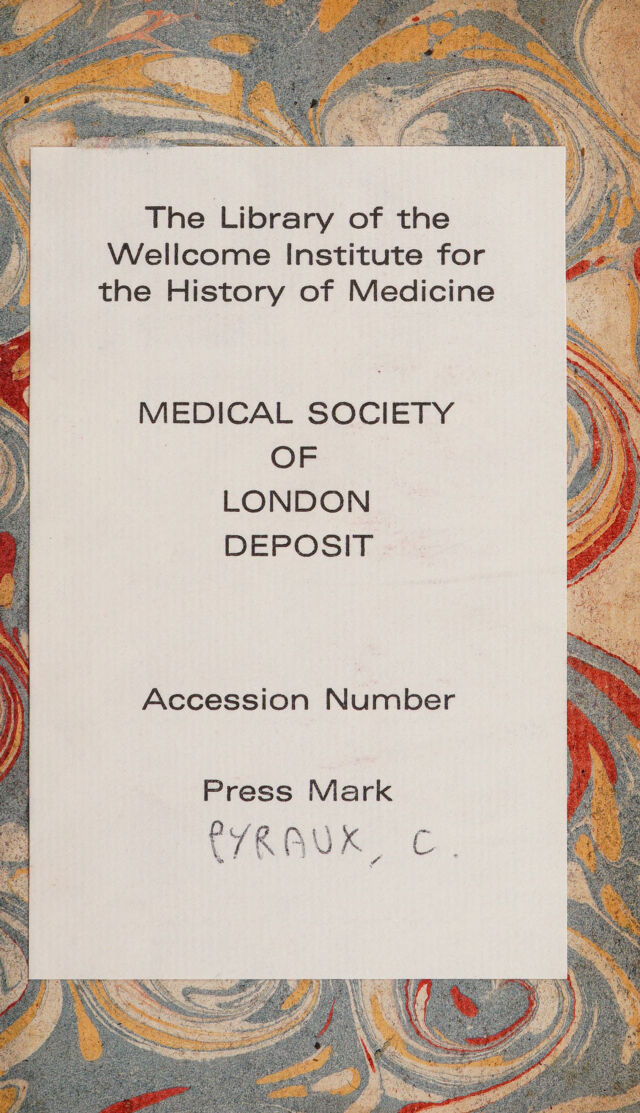 The Library of the
Wellcome Institute for
the History of Medicine
MEDICAL SOCIETY
OF
LONDON
DEPOSIT
Accession Number
Press Mark
PYRAUX, C.